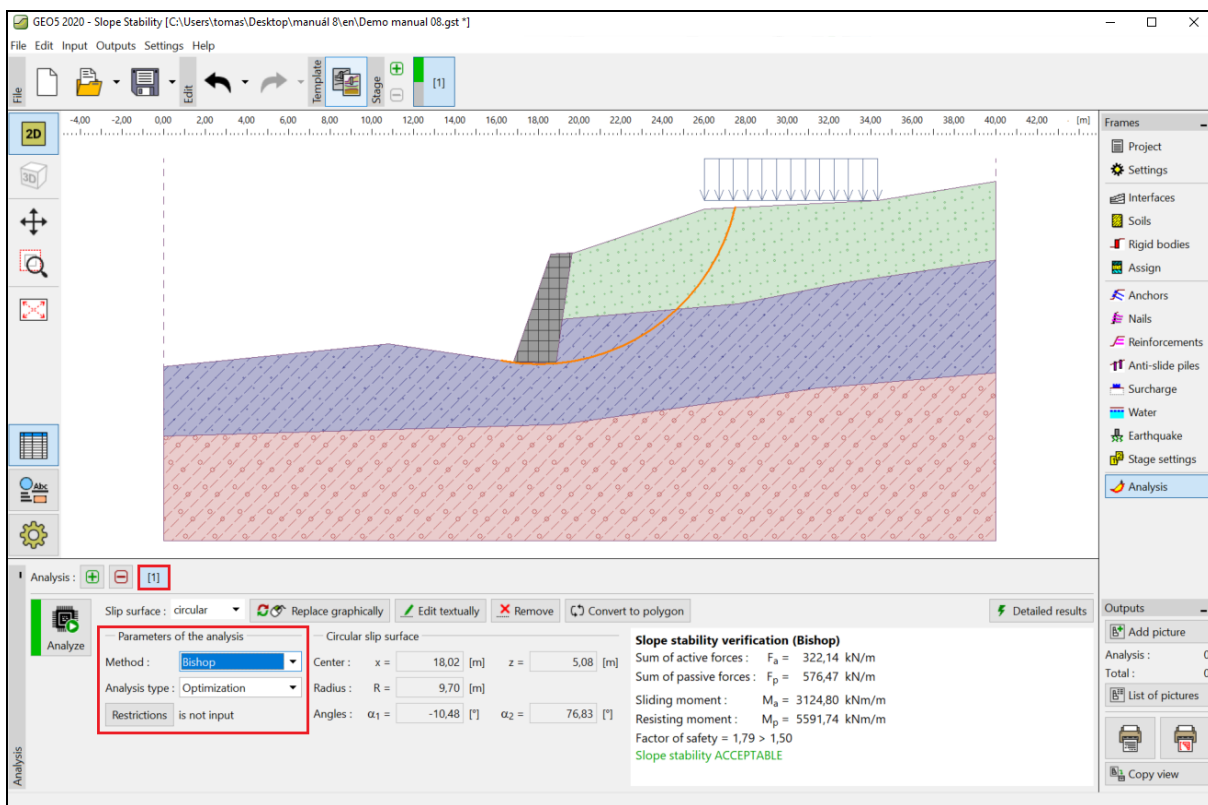 GEO5 2020 - Slope Stability [C:\Users\tomas\Desktop\manuál 8\en\Demo manual 08.gst *]
File Edit Input Outputs Settings Help
File
Edit
Template
Stage
[1]
2D
3D
-4,00 -2,00 0,00 2,00 4,00 6,00 8,00 10,00 12,00 14,00 16,00 18,00 20,00 22,00 24,00 26,00 28,00 30,00 32,00 34,00 36,00 38,00 40,00 42,00 [m]
Abc
Frames
Project
Settings
Interfaces
Soils
Rigid bodies
Assign
Anchors
Nails
Reinforcements
Anti-slide piles
Surcharge
Water
Earthquake
Stage settings
Analysis
Analysis : [1]
Analyze
Slip surface : circular Replace graphically Edit textually Remove Convert to polygon Detailed results
Parameters of the analysis
Method : Bishop
Analysis type : Optimization
Restrictions is not input
Circular slip surface
Center : x = 18,02 [m] z = 5,08 [m]
Radius : R = 9,70 [m]
Angles : α1 = -10,48 [°] α2 = 76,83 [°]
Slope stability verification (Bishop)
Sum of active forces : Fa = 322,14 kN/m
Sum of passive forces : Fp = 576,47 kN/m
Sliding moment : Ma = 3124,80 kNm/m
Resisting moment : Mp = 5591,74 kNm/m
Factor of safety = 1,79 > 1,50
Slope stability ACCEPTABLE
Analysis
Outputs
Add picture
Analysis : 0
Total : 0
List of pictures
Copy view